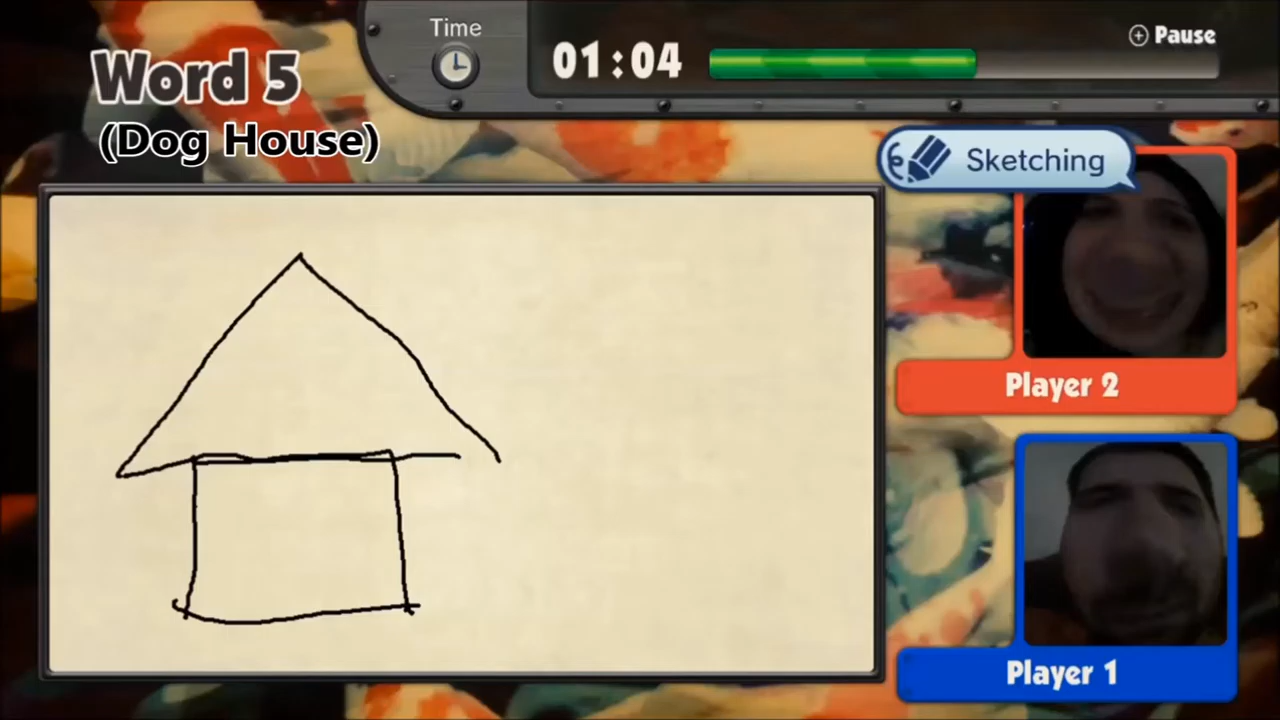 Word 5
(Dog House)
Time
01:04
Pause
Sketching
Player 2
Player 1